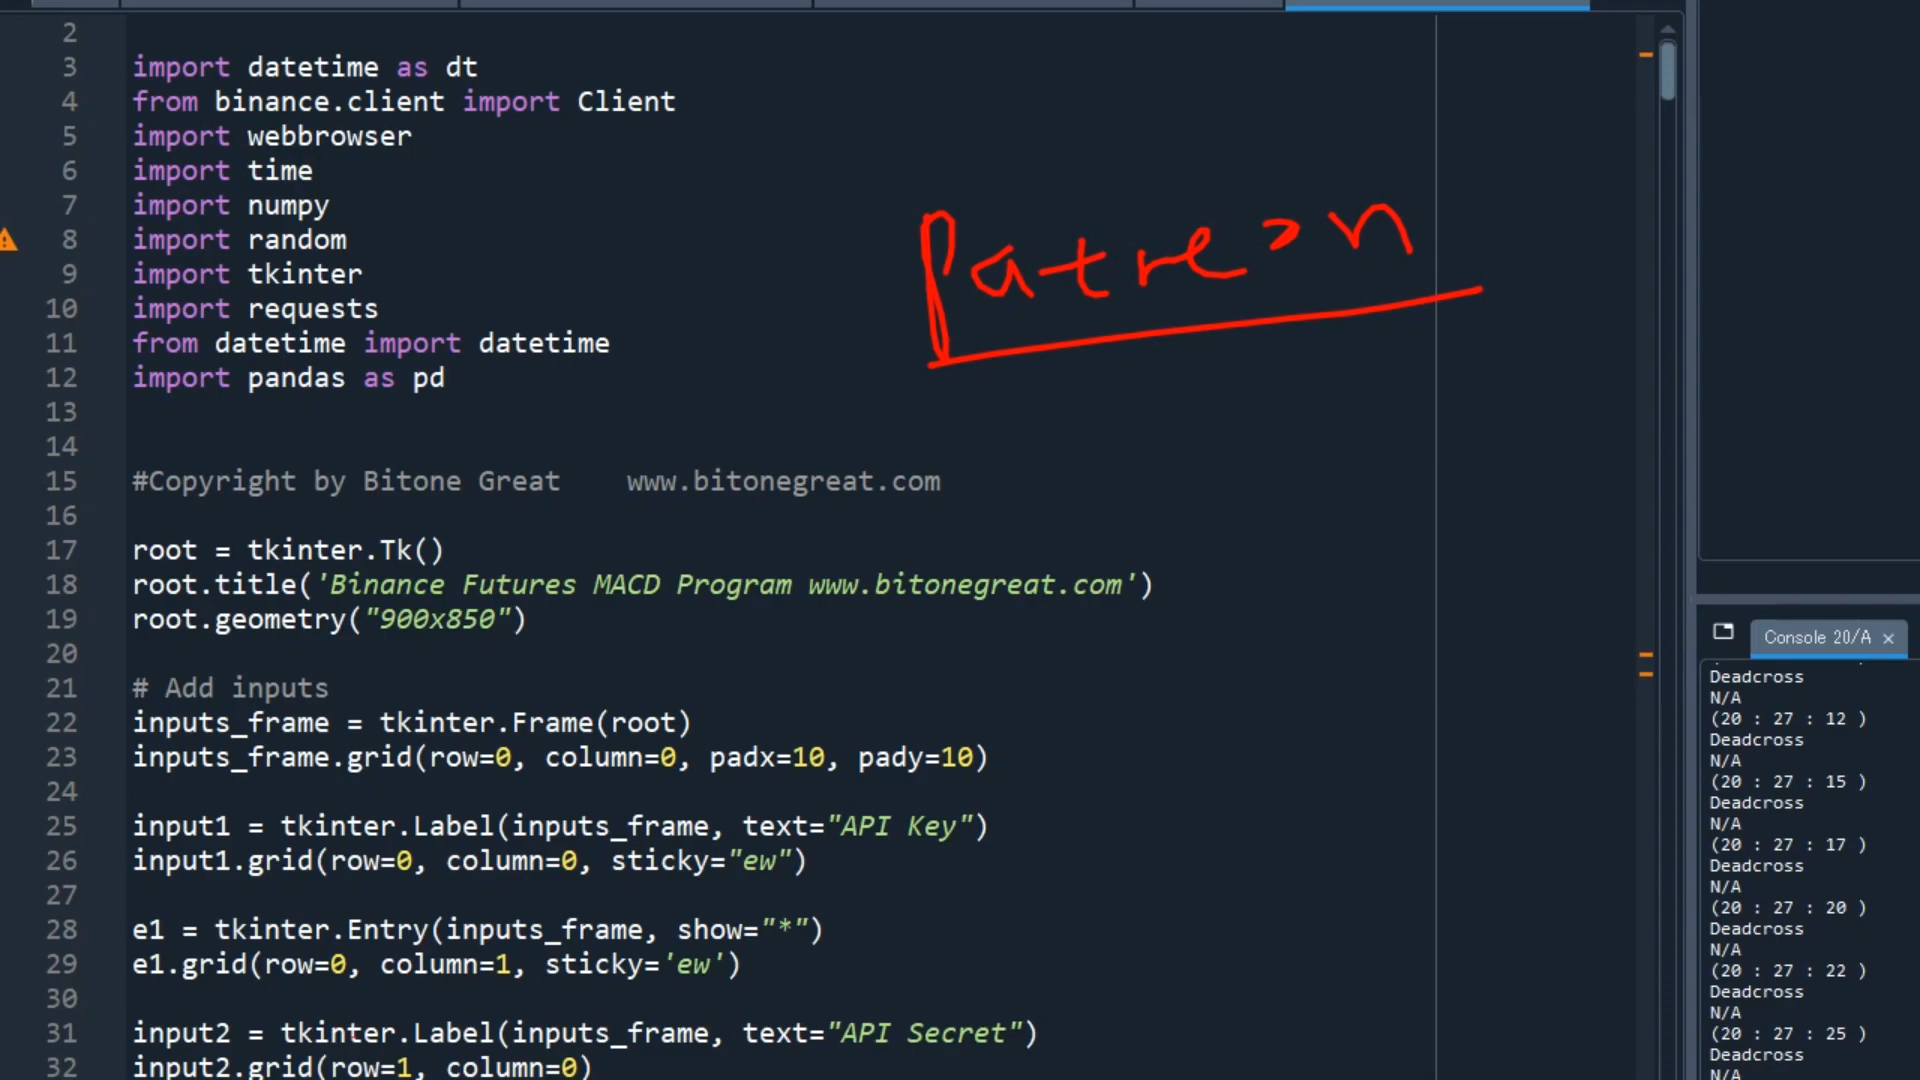 2
3 import datetime as dt
4 from binance.client import Client
5 import webbrowser
6 import time
7 import numpy
8 import random
9 import tkinter
10 import requests
11 from datetime import datetime
12 import pandas as pd
13
14
15 #Copyright by Bitone Great    www.bitonegreat.com
16
17 root = tkinter.Tk()
18 root.title('Binance Futures MACD Program www.bitonegreat.com')
19 root.geometry("900x850")
20
21 # Add inputs
22 inputs_frame = tkinter.Frame(root)
23 inputs_frame.grid(row=0, column=0, padx=10, pady=10)
24
25 input1 = tkinter.Label(inputs_frame, text="API Key")
26 input1.grid(row=0, column=0, sticky="ew")
27
28 e1 = tkinter.Entry(inputs_frame, show="*")
29 e1.grid(row=0, column=1, sticky='ew')
30
31 input2 = tkinter.Label(inputs_frame, text="API Secret")
32 input2.grid(row=1, column=0)
Patreon
Console 20/A
Deadcross
N/A
(20 : 27 : 12 )
Deadcross
N/A
(20 : 27 : 15 )
Deadcross
N/A
(20 : 27 : 17 )
Deadcross
N/A
(20 : 27 : 20 )
Deadcross
N/A
(20 : 27 : 22 )
Deadcross
N/A
(20 : 27 : 25 )
Deadcross
N/A